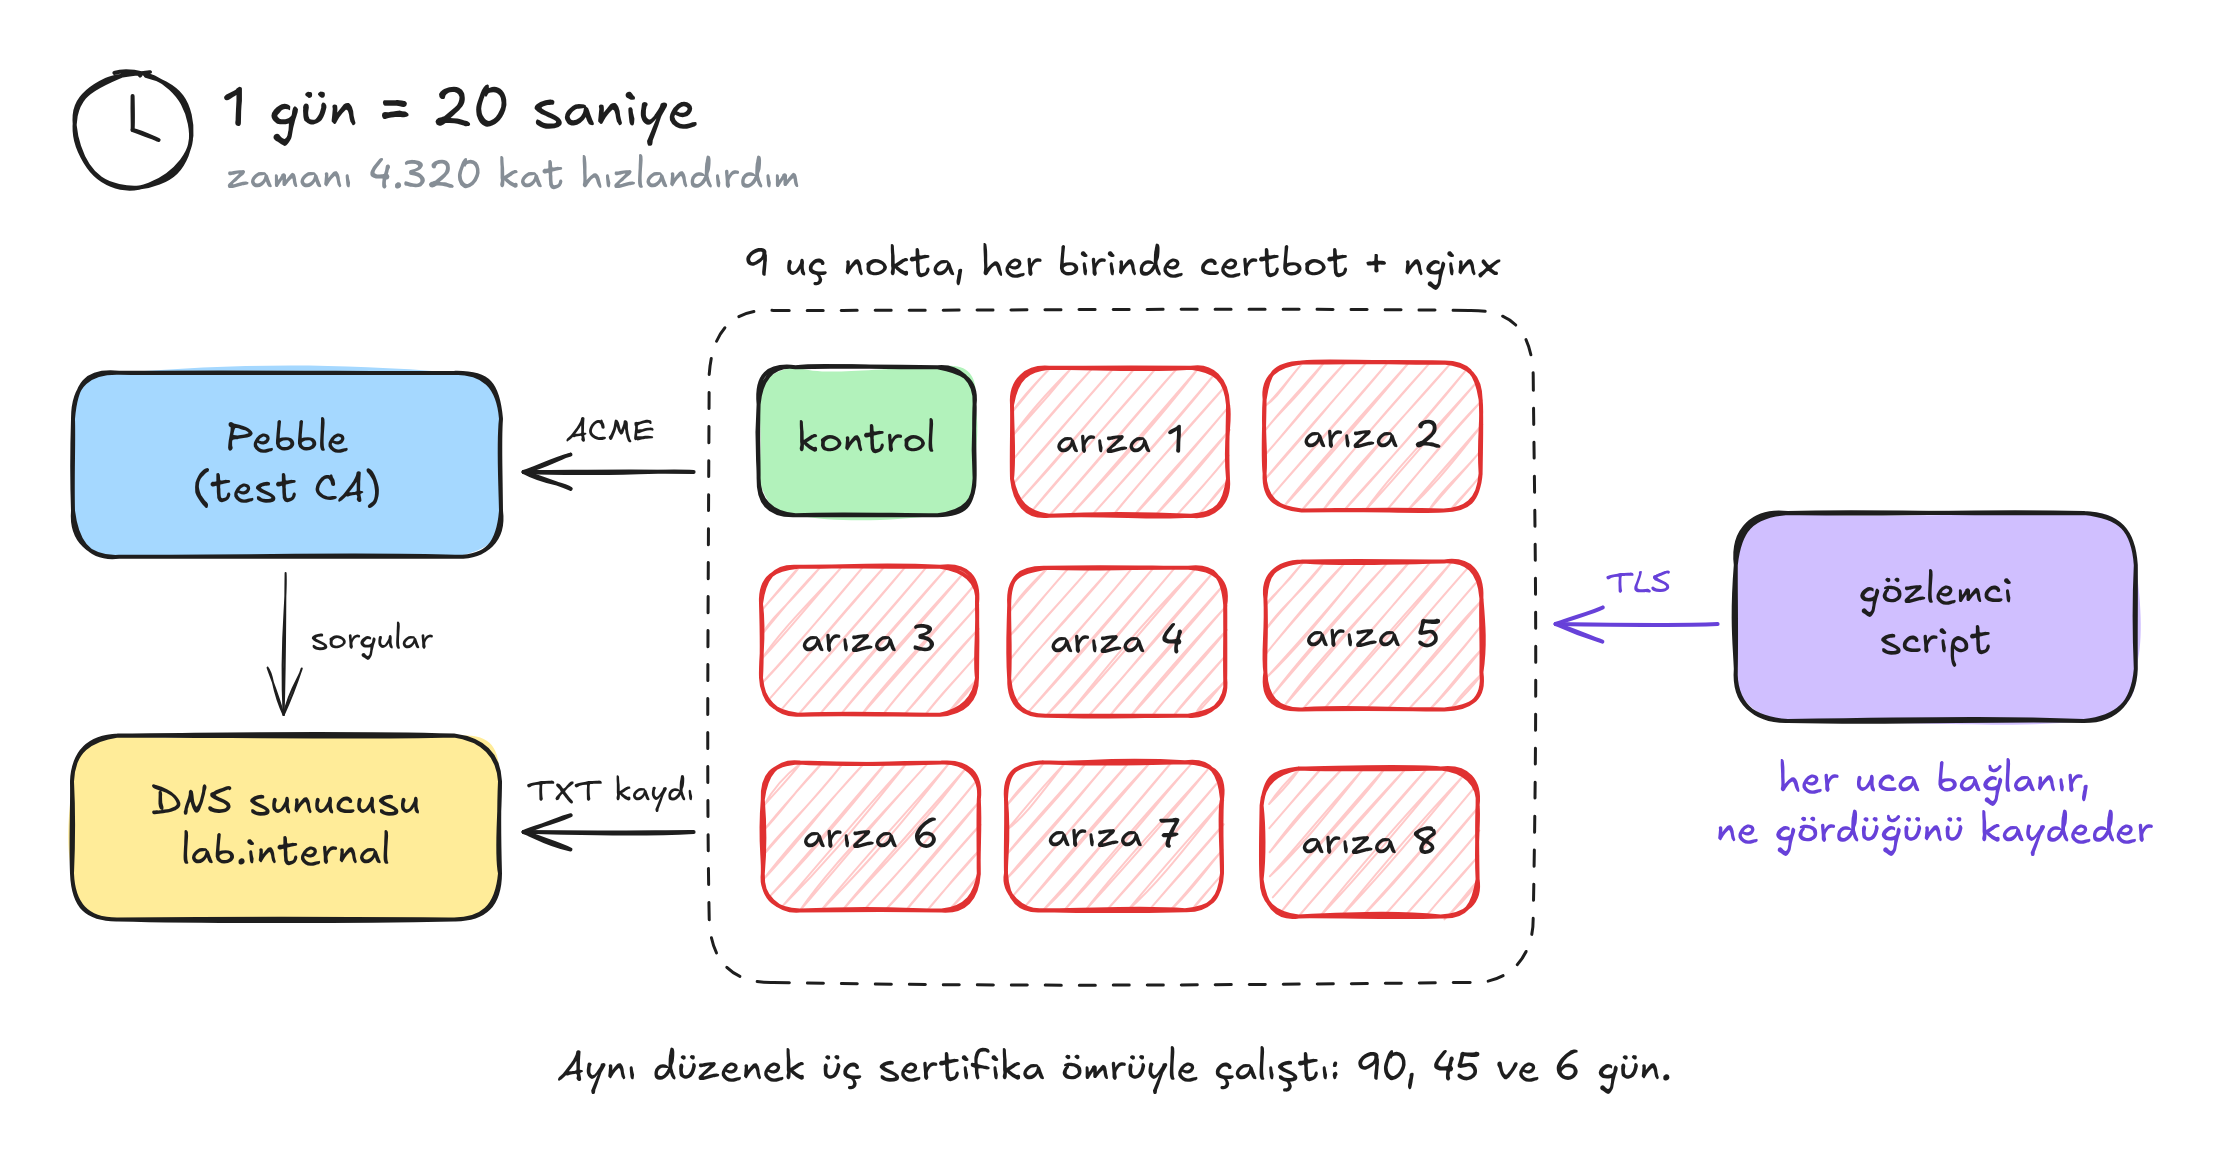 1 gün = 20 saniye
zamanı 4.320 kat hızlandırdım
9 uç nokta, her birinde certbot + nginx
Pebble
(test CA)
ACME
sorgular
DNS sunucusu
lab.internal
TXT kaydı
kontrol
arıza 1
arıza 2
arıza 3
arıza 4
arıza 5
arıza 6
arıza 7
arıza 8
TLS
gözlemci
script
her uca bağlanır,
ne gördüğünü kaydeder
Aynı düzenek üç sertifika ömrüyle çalıştı: 90, 45 ve 6 gün.